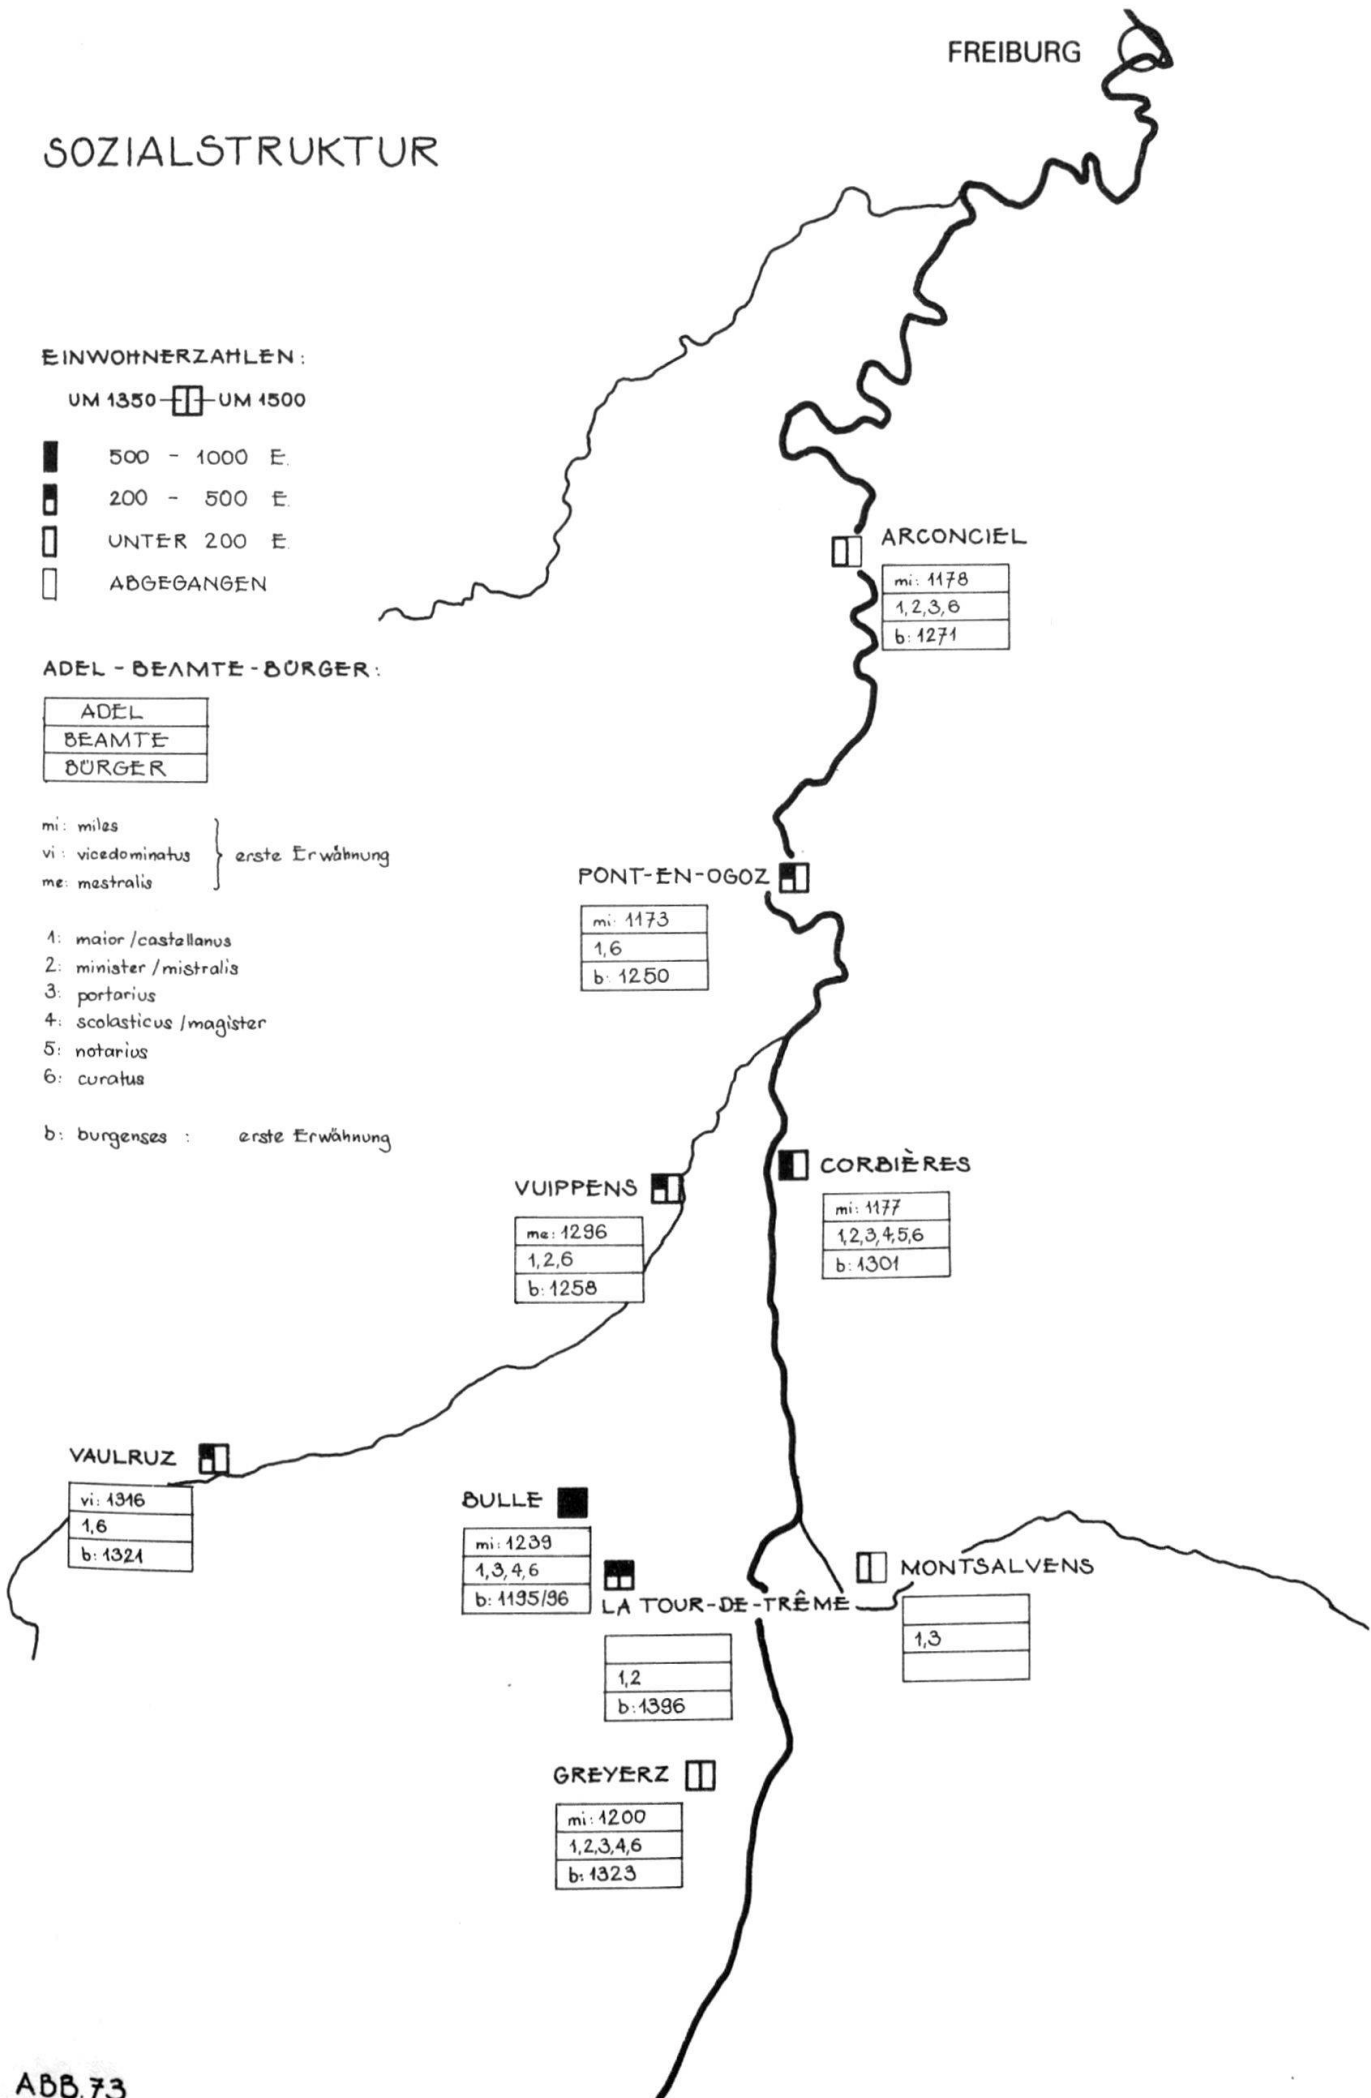 FREIBURG
SOZIALSTRUKTUR
EINWOHNERZAHLEN:
UM 1350 UM 1500
500 - 1000 E.
200 - 500 E.
UNTER 200 E.
ABGEGANGEN
ADEL - BEAMTE - BÜRGER:
ADEL
BEAMTE
BÜRGER
mi: miles
vi: vicedominatus
me: mestralis
erste Erwähnung
1: maior/castellanus
2: minister/mistralis
3: portarius
4: scolasticus/magister
5: notarius
6: curatus
b: burgenses : erste Erwähnung
ARCONCIEL
mi: 1178
1,2,3,6
b: 1271
PONT-EN-OGOZ
mi: 1173
1,6
b: 1250
CORBIÈRES
mi: 1177
1,2,3,4,5,6
b: 1301
VUIPPENS
me: 1296
1,2,6
b: 1258
VAULRUZ
vi: 1316
1,6
b: 1321
BULLE
mi: 1239
1,3,4,6
b: 1195/96
LA TOUR-DE-TRÊME
1,2
b: 1396
MONTSALVENS
1,3
GREYERZ
mi: 1200
1,2,3,4,6
b: 1323
ABB. 73